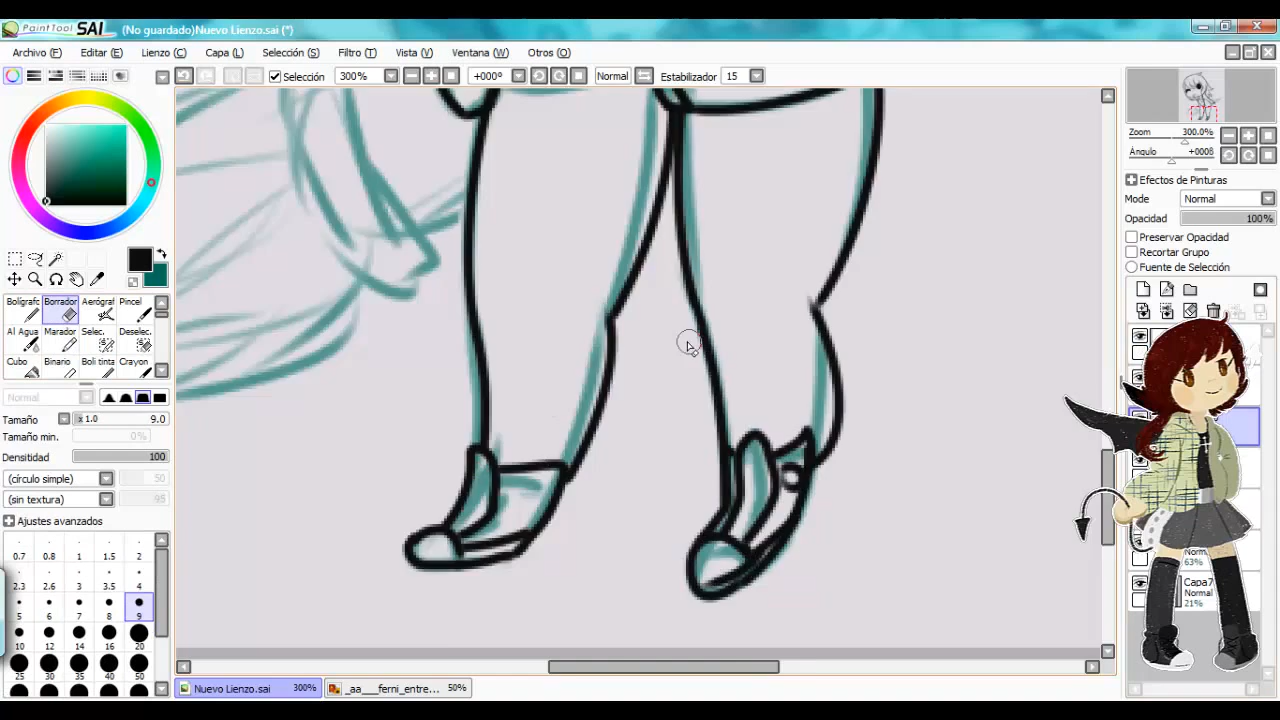 PaintTool SAI (No guardado)Nuevo Lienzo.sai (*)
Archivo (F) Editar (E) Lienzo (C) Capa (L) Selección (S) Filtro (T) Vista (V) Ventana (W) Otros (O)
Selección 300% +000º Normal Estabilizador 15
Zoom 300.0%
Ángulo +000ß
Efectos de Pinturas
Mode Normal
Opacidad 100%
Preservar Opacidad
Recortar Grupo
Fuente de Selección
Bolígrafc Borrador Aerógraf Pincel
Al Agua Marador Selec. Deselec.
Cubo Binario Boli tinta Crayon
Normal
Tamaño x 1.0 9.0
Tamaño min. 0%
Densitidad 100
(círculo simple) 50
(sin textura) 95
Ajustes avanzados
0.7 0.8 1 1.5 2
2.3 2.6 3 3.5 4
5 6 7 8 9
10 12 14 16 20
25 30 35 40 50
Norm
63%
Capa7
Normal
21%
Nuevo Lienzo.sai 300% _aa___ferni_entre... 50%